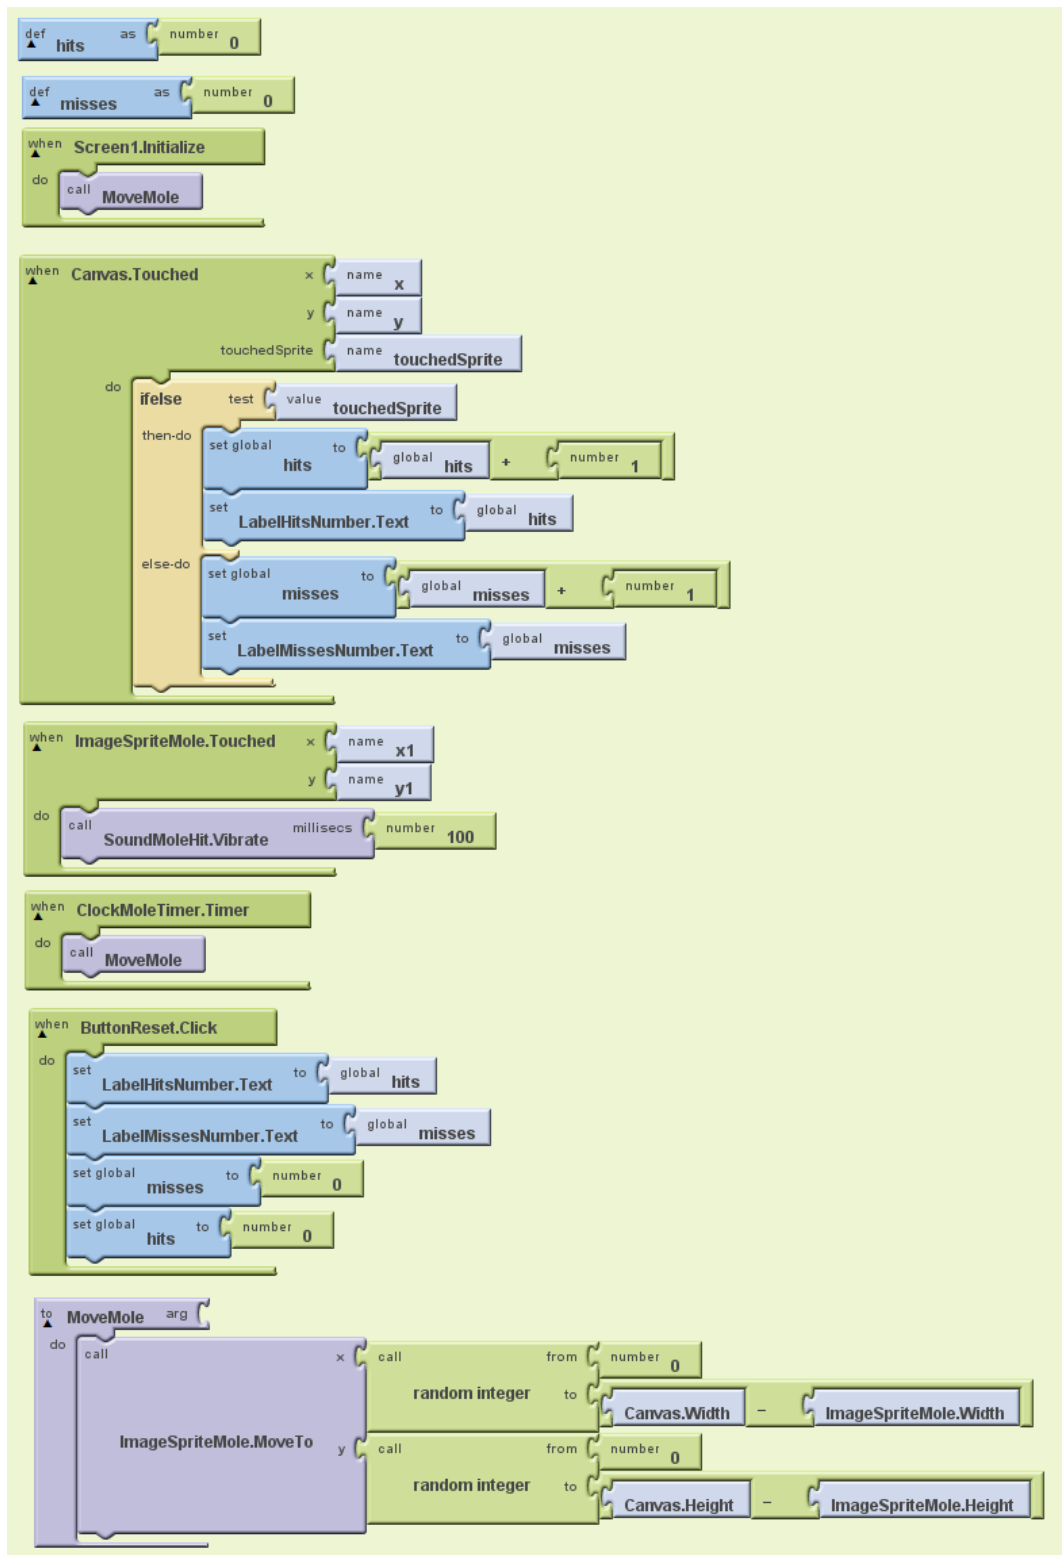 def hits as number 0
def misses as number 0
when Screen1.Initialize
do call MoveMole
when Canvas.Touched x name x
y name y
touchedSprite name touchedSprite
do ifelse test value touchedSprite
then-do set global hits to global hits + number 1
set LabelHitsNumber.Text to global hits
else-do set global misses to global misses + number 1
set LabelMissesNumber.Text to global misses
when ImageSpriteMole.Touched x name x1
y name y1
do call SoundMoleHit.Vibrate millisecs number 100
when ClockMoleTimer.Timer
do call MoveMole
when ButtonReset.Click
do set LabelHitsNumber.Text to global hits
set LabelMissesNumber.Text to global misses
set global misses to number 0
set global hits to number 0
to MoveMole arg
do call ImageSpriteMole.MoveTo x call random integer from number 0
to Canvas.Width - ImageSpriteMole.Width
y call random integer from number 0
to Canvas.Height - ImageSpriteMole.Height